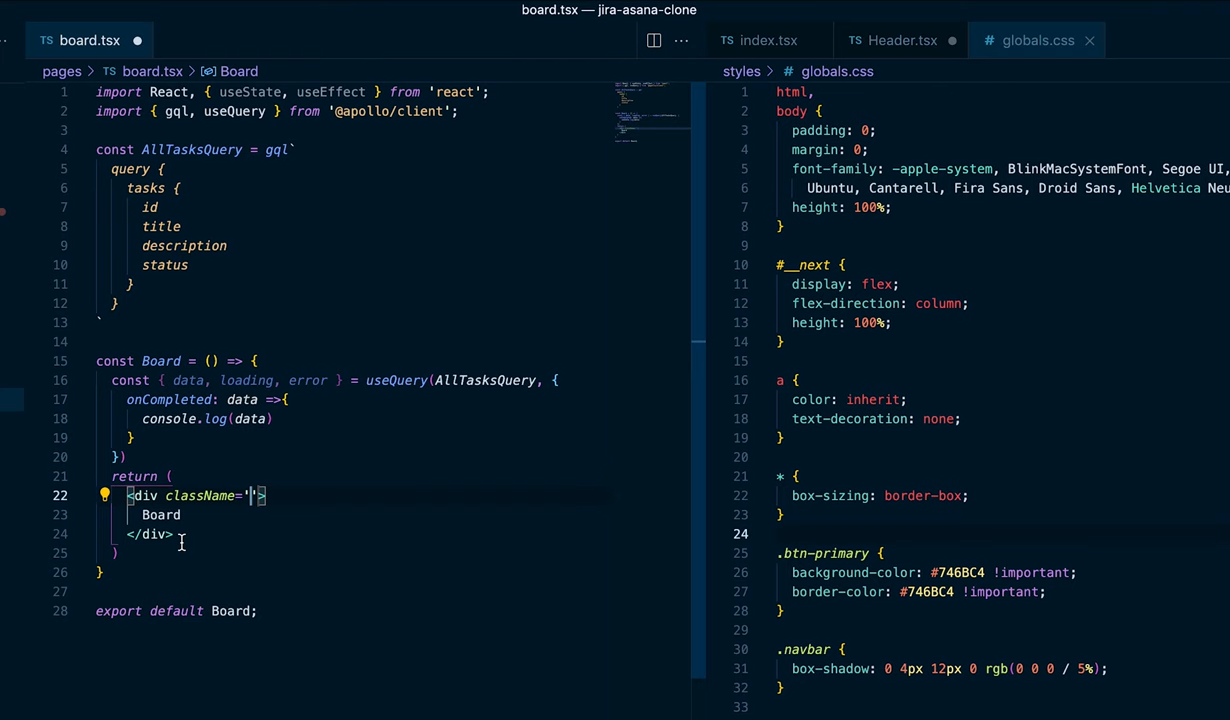 board.tsx — jira-asana-clone
TS board.tsx ●
TS index.tsx
TS Header.tsx ●
# globals.css ×
pages > TS board.tsx > Board
1 import React, { useState, useEffect } from 'react';
2 import { gql, useQuery } from '@apollo/client';
3
4 const AllTasksQuery = gql`
5 query {
6 tasks {
7 id
8 title
9 description
10 status
11 }
12 }
13 `
14
15 const Board = () => {
16 const { data, loading, error } = useQuery(AllTasksQuery, {
17 onCompleted: data =>{
18 console.log(data)
19 }
20 })
21 return (
22 <div className=''>
23 Board
24 </div>
25 )
26 }
27
28 export default Board;
styles > # globals.css
1 html,
2 body {
3 padding: 0;
4 margin: 0;
5 font-family: -apple-system, BlinkMacSystemFont, Segoe UI,
6 Ubuntu, Cantarell, Fira Sans, Droid Sans, Helvetica Neu
7 height: 100%;
8 }
9
10 #__next {
11 display: flex;
12 flex-direction: column;
13 height: 100%;
14 }
15
16 a {
17 color: inherit;
18 text-decoration: none;
19 }
20
21 * {
22 box-sizing: border-box;
23 }
24
25 .btn-primary {
26 background-color: #746BC4 !important;
27 border-color: #746BC4 !important;
28 }
29
30 .navbar {
31 box-shadow: 0 4px 12px 0 rgb(0 0 0 / 5%);
32 }
33